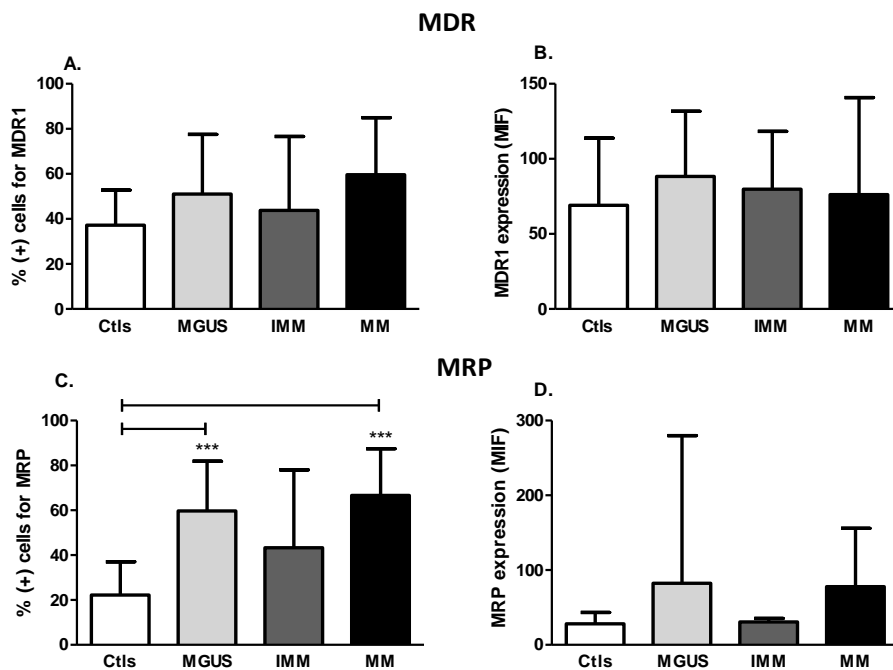 MDR
A.
% (+) cells for MDR1
100
80
60
40
20
0
Ctls MGUS IMM MM
B.
MDR1 expression (MIF)
150
100
50
0
Ctls MGUS IMM MM
MRP
C.
% (+) cells for MRP
100
80
60
40
20
0
*** ***
Ctls MGUS IMM MM
D.
MRP expression (MIF)
300
200
100
0
Ctls MGUS IMM MM